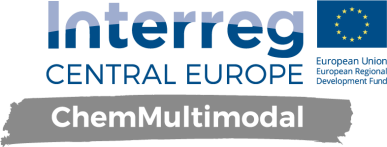 Interreg
CENTRAL EUROPE
European Union
European Regional
Development Fund
ChemMultimodal